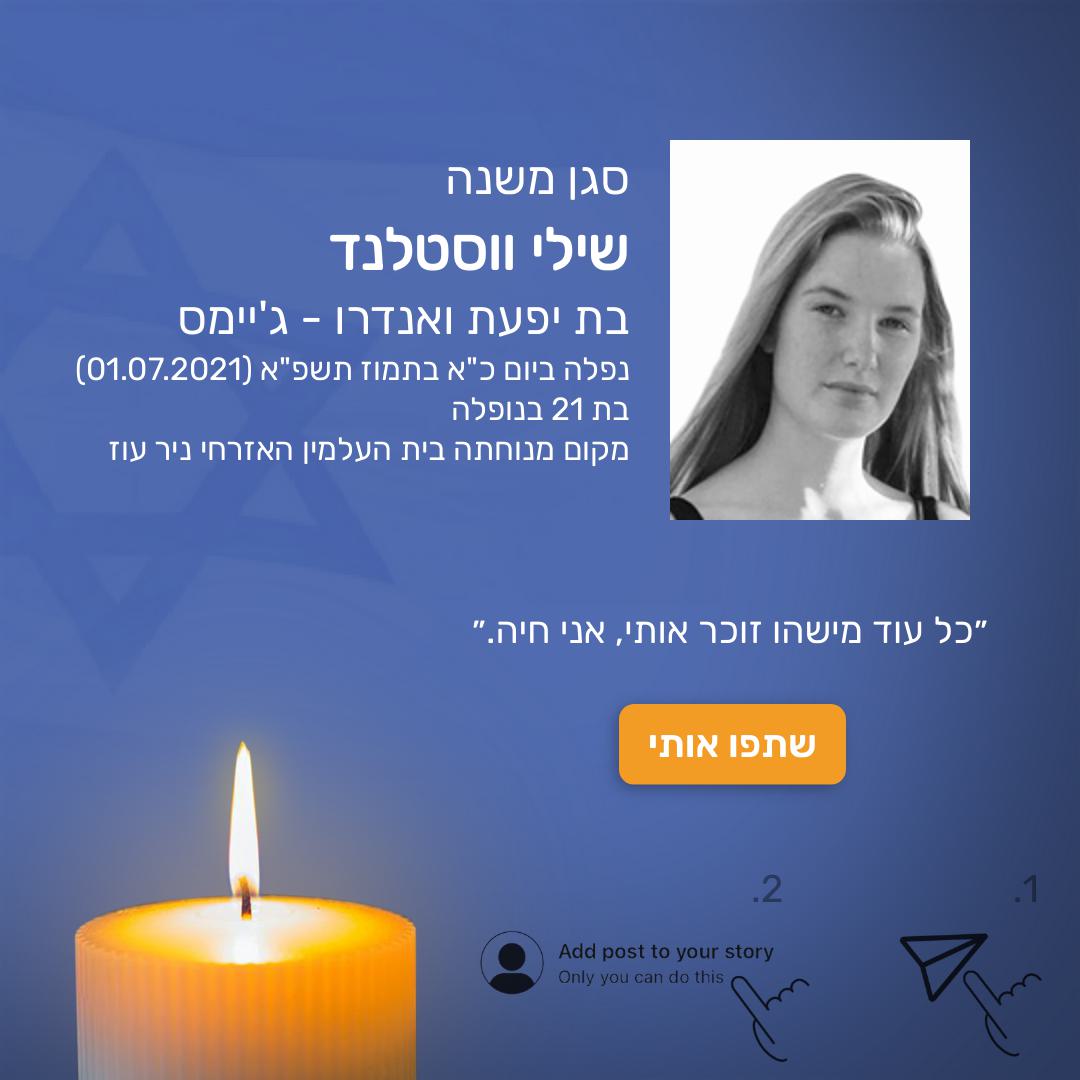 סגן משנה
שילי ווסטלנד
בת יפעת ואנדרו - ג'יימס
נפלה ביום כ"א בתמוז תשפ"א (01.07.2021)
בת 21 בנופלה
מקום מנוחתה בית העלמין האזרחי ניר עוז
״כל עוד מישהו זוכר אותי, אני חיה.״
שתפו אותי
1.
2.
Add post to your story
Only you can do this